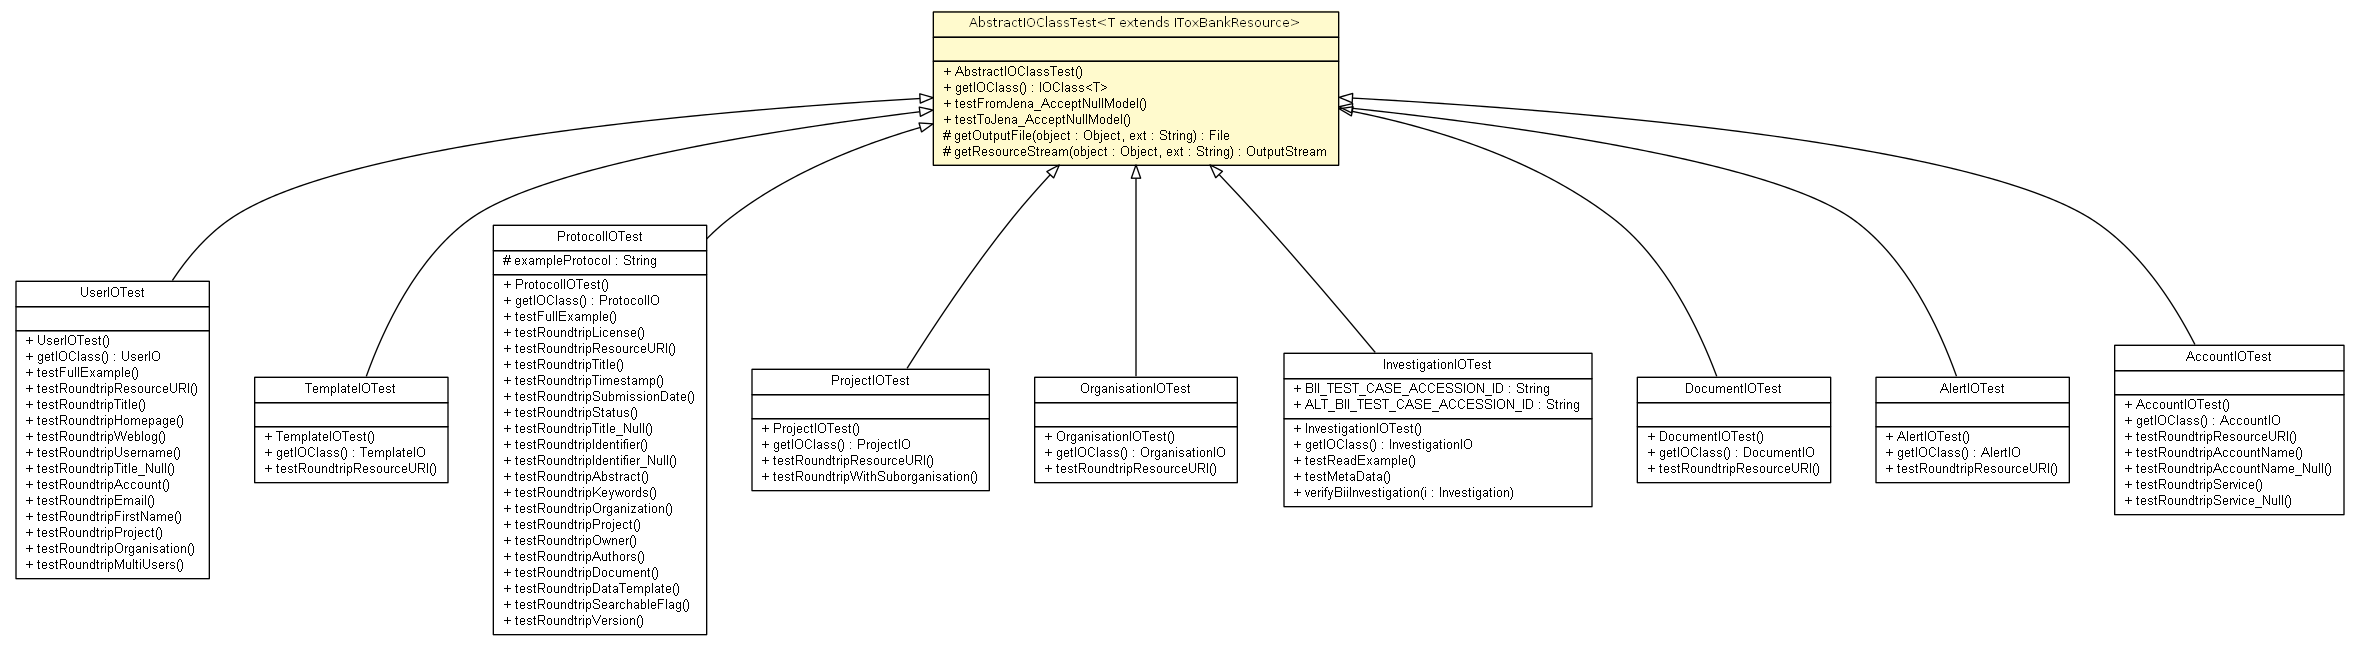 AbstractIOClassTest<T extends IToxBankResource>
+ AbstractIOClassTest()
+ getIOClass() : IOClass<T>
+ testFromJena_AcceptNullModel()
+ testToJena_AcceptNullModel()
# getOutputFile(object : Object, ext : String) : File
# getResourceStream(object : Object, ext : String) : OutputStream
UserIOTest
+ UserIOTest()
+ getIOClass() : UserIO
+ testFullExample()
+ testRoundtripResourceURI()
+ testRoundtripTitle()
+ testRoundtripHomepage()
+ testRoundtripWeblog()
+ testRoundtripUsername()
+ testRoundtripTitle_Null()
+ testRoundtripAccount()
+ testRoundtripEmail()
+ testRoundtripFirstName()
+ testRoundtripProject()
+ testRoundtripOrganisation()
+ testRoundtripMultiUsers()
TemplateIOTest
+ TemplateIOTest()
+ getIOClass() : TemplateIO
+ testRoundtripResourceURI()
ProtocolIOTest
# exampleProtocol : String
+ ProtocolIOTest()
+ getIOClass() : ProtocolIO
+ testFullExample()
+ testRoundtripLicense()
+ testRoundtripResourceURI()
+ testRoundtripTitle()
+ testRoundtripTimestamp()
+ testRoundtripSubmissionDate()
+ testRoundtripStatus()
+ testRoundtripTitle_Null()
+ testRoundtripIdentifier()
+ testRoundtripIdentifier_Null()
+ testRoundtripAbstract()
+ testRoundtripKeywords()
+ testRoundtripOrganization()
+ testRoundtripProject()
+ testRoundtripOwner()
+ testRoundtripAuthors()
+ testRoundtripDocument()
+ testRoundtripDataTemplate()
+ testRoundtripSearchableFlag()
+ testRoundtripVersion()
ProjectIOTest
+ ProjectIOTest()
+ getIOClass() : ProjectIO
+ testRoundtripResourceURI()
+ testRoundtripWithSuborganisation()
OrganisationIOTest
+ OrganisationIOTest()
+ getIOClass() : OrganisationIO
+ testRoundtripResourceURI()
InvestigationIOTest
+ BII_TEST_CASE_ACCESSION_ID : String
+ ALT_BII_TEST_CASE_ACCESSION_ID : String
+ InvestigationIOTest()
+ getIOClass() : InvestigationIO
+ testReadExample()
+ testMetaData()
+ verifyBiiInvestigation(i : Investigation)
DocumentIOTest
+ DocumentIOTest()
+ getIOClass() : DocumentIO
+ testRoundtripResourceURI()
AlertIOTest
+ AlertIOTest()
+ getIOClass() : AlertIO
+ testRoundtripResourceURI()
AccountIOTest
+ AccountIOTest()
+ getIOClass() : AccountIO
+ testRoundtripResourceURI()
+ testRoundtripAccountName()
+ testRoundtripAccountName_Null()
+ testRoundtripService()
+ testRoundtripService_Null()